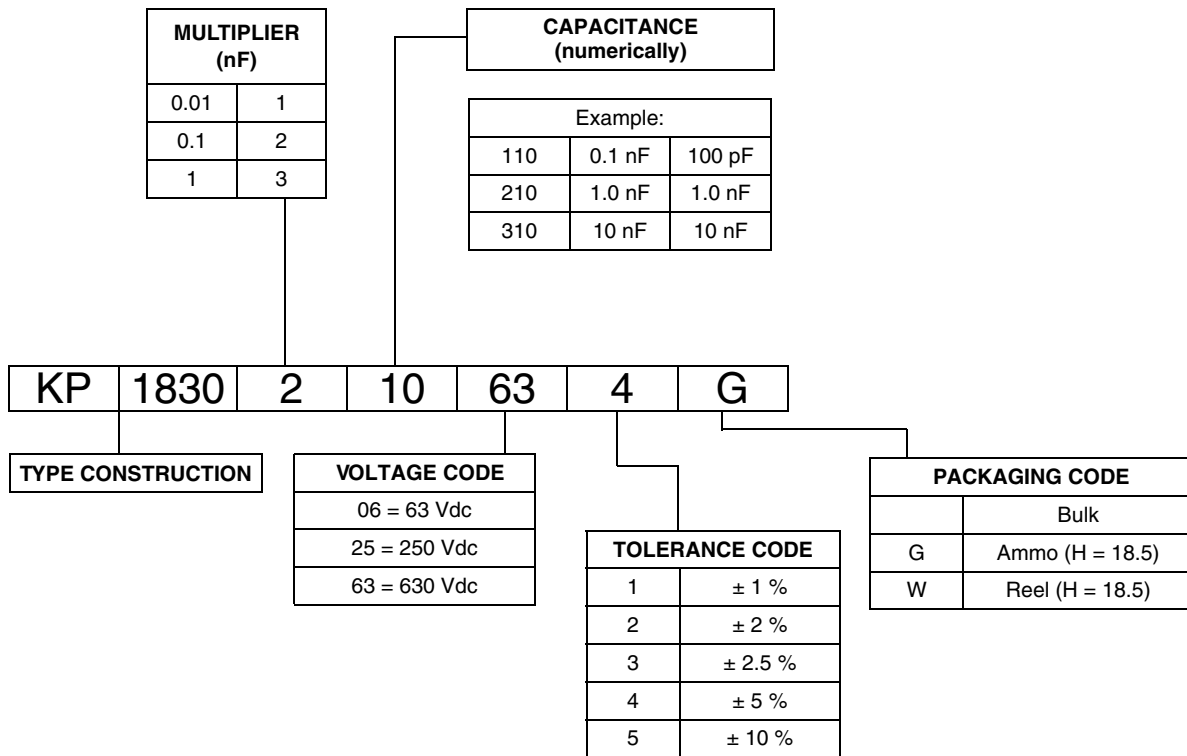 MULTIPLIER
(nF)
0.01 1
0.1 2
1 3
CAPACITANCE
(numerically)
Example:
110 0.1 nF 100 pF
210 1.0 nF 1.0 nF
310 10 nF 10 nF
KP 1830 2 10 63 4 G
TYPE CONSTRUCTION
VOLTAGE CODE
06 = 63 Vdc
25 = 250 Vdc
63 = 630 Vdc
TOLERANCE CODE
1 ± 1 %
2 ± 2 %
3 ± 2.5 %
4 ± 5 %
5 ± 10 %
PACKAGING CODE
Bulk
G Ammo (H = 18.5)
W Reel (H = 18.5)